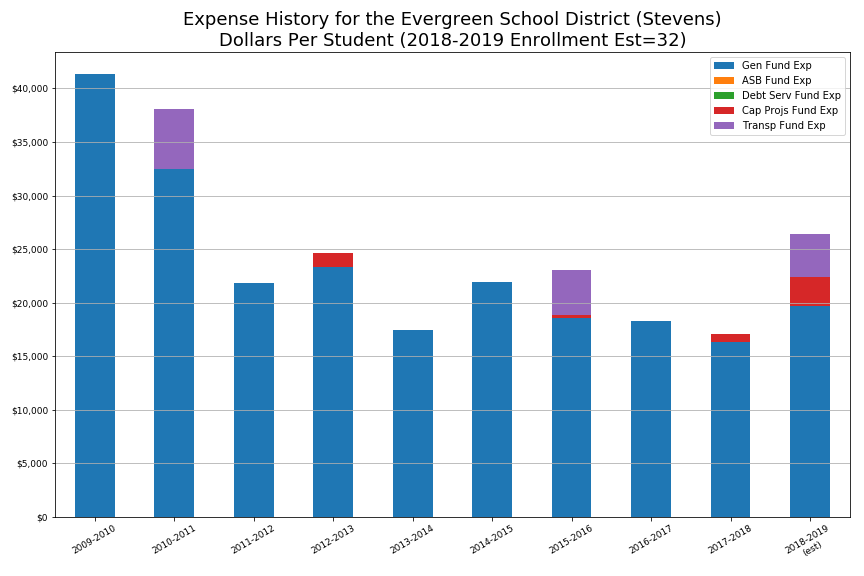 Expense History for the Evergreen School District (Stevens)
Dollars Per Student (2018-2019 Enrollment Est=32)
Gen Fund Exp
ASB Fund Exp
Debt Serv Fund Exp
Cap Projs Fund Exp
Transp Fund Exp
$40,000
$35,000
$30,000
$25,000
$20,000
$15,000
$10,000
$5,000
$0
2009-2010
2010-2011
2011-2012
2012-2013
2013-2014
2014-2015
2015-2016
2016-2017
2017-2018
2018-2019
(est)